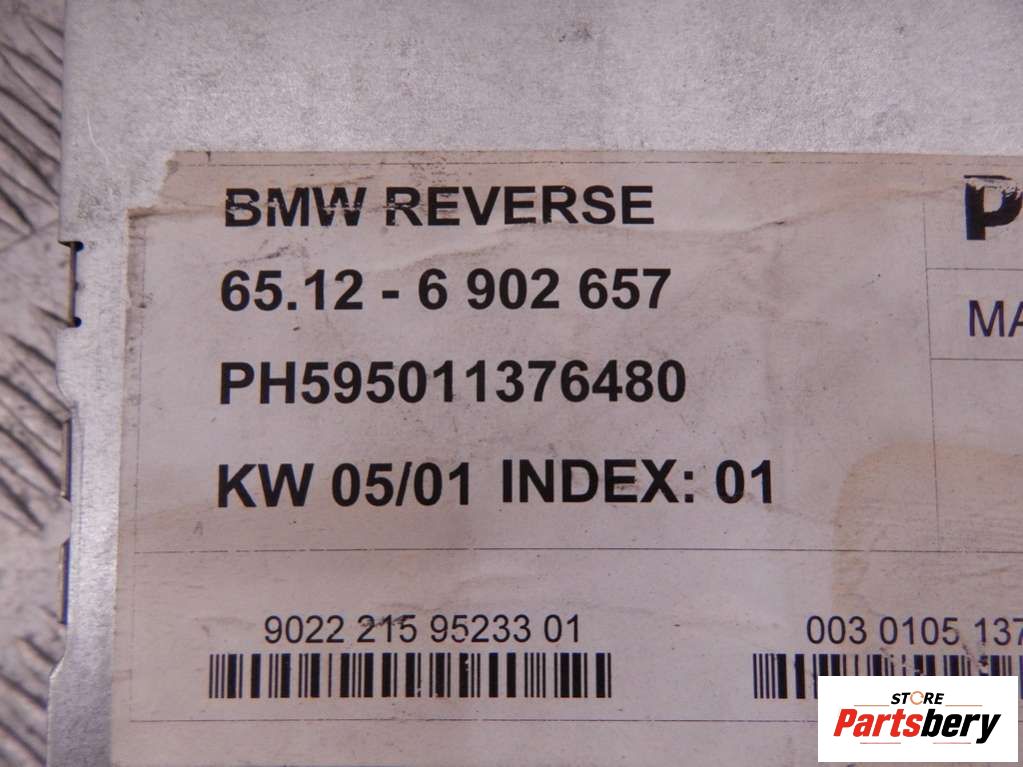 BMW REVERSE
65.12 - 6 902 657
PH595011376480
KW 05/01 INDEX: 01
9022 215 95233 01
003 0105 137
P
MA
STORE
Partsbery